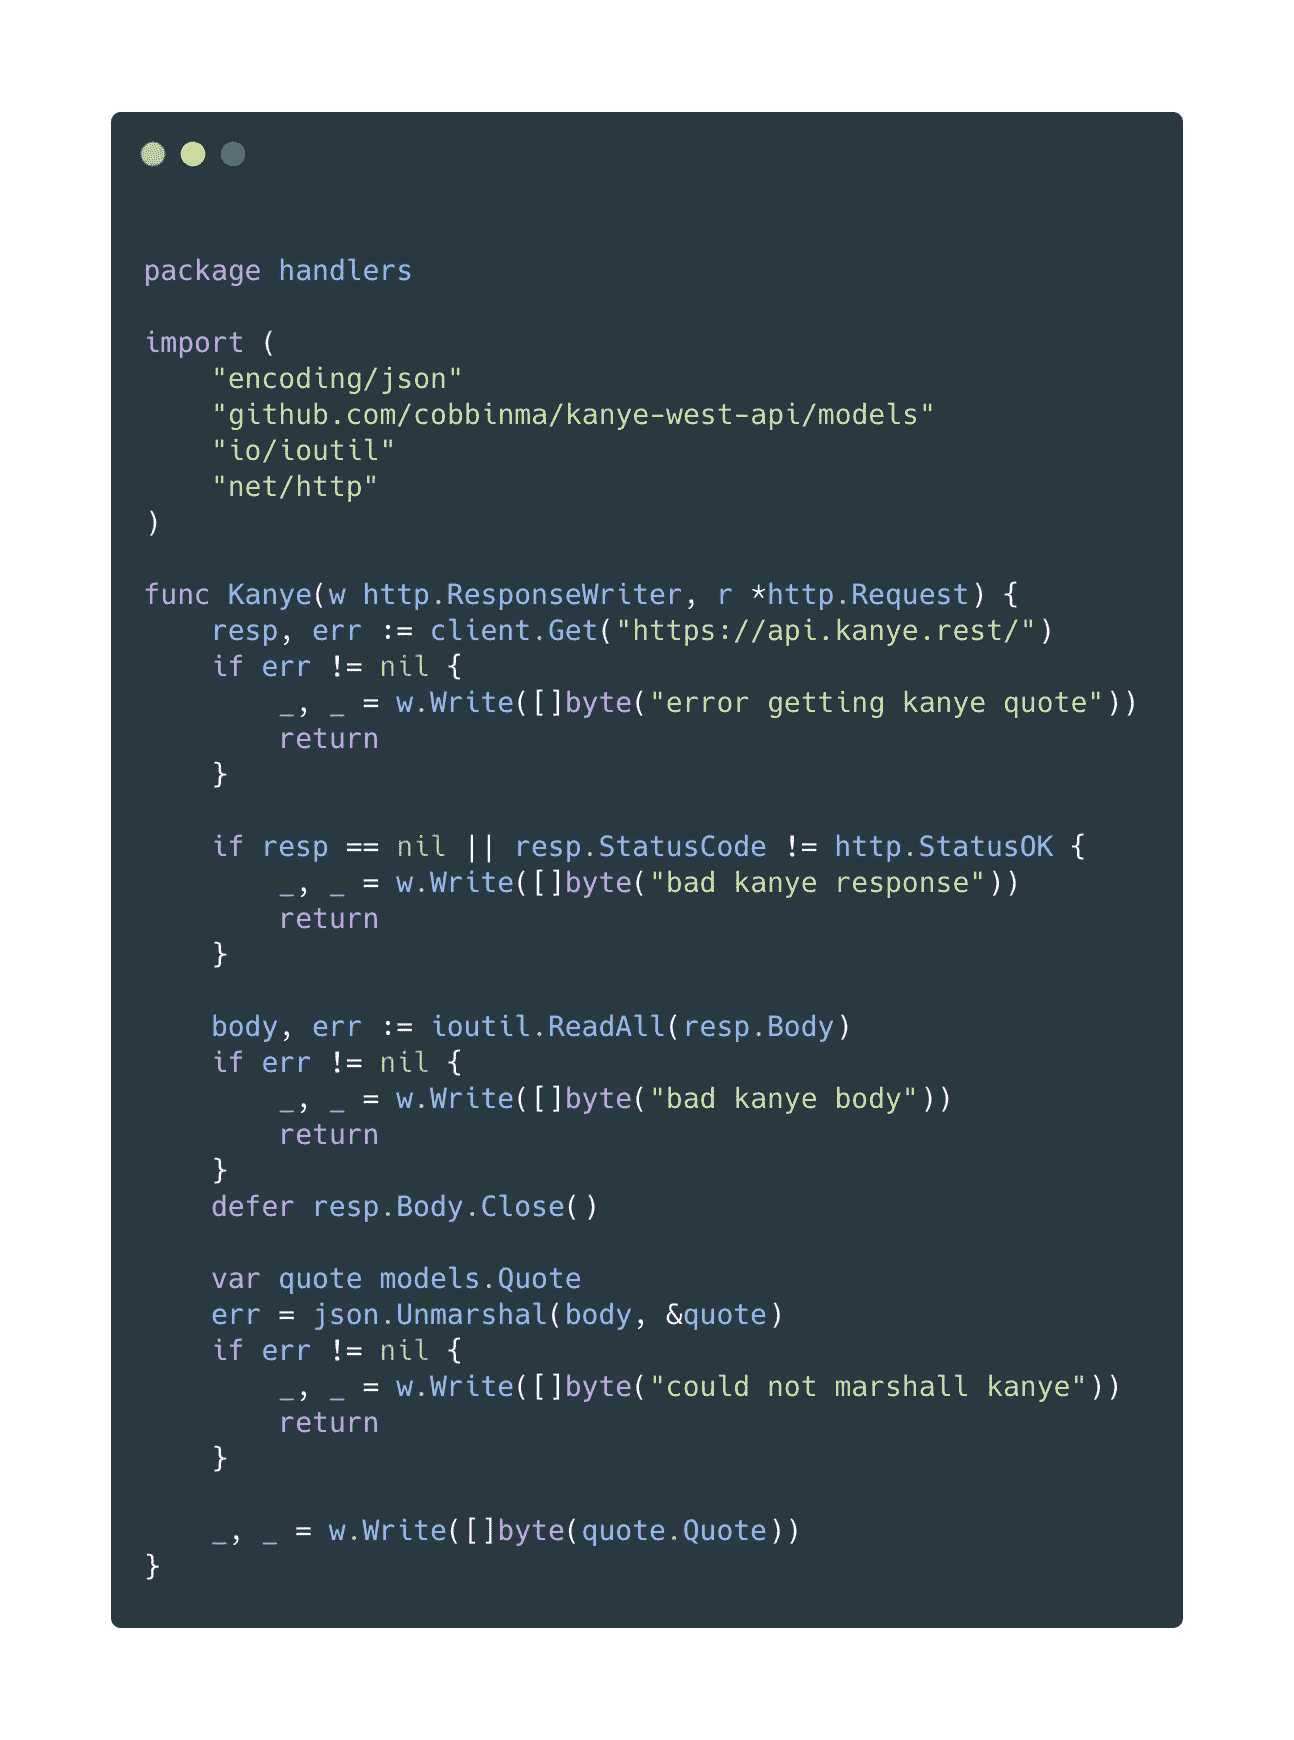 package handlers

import (
    "encoding/json"
    "github.com/cobbinma/kanye-west-api/models"
    "io/ioutil"
    "net/http"
)

func Kanye(w http.ResponseWriter, r *http.Request) {
    resp, err := client.Get("https://api.kanye.rest/")
    if err != nil {
        _, _ = w.Write([]byte("error getting kanye quote"))
        return
    }

    if resp == nil || resp.StatusCode != http.StatusOK {
        _, _ = w.Write([]byte("bad kanye response"))
        return
    }

    body, err := ioutil.ReadAll(resp.Body)
    if err != nil {
        _, _ = w.Write([]byte("bad kanye body"))
        return
    }
    defer resp.Body.Close()

    var quote models.Quote
    err = json.Unmarshal(body, &quote)
    if err != nil {
        _, _ = w.Write([]byte("could not marshall kanye"))
        return
    }

    _, _ = w.Write([]byte(quote.Quote))
}